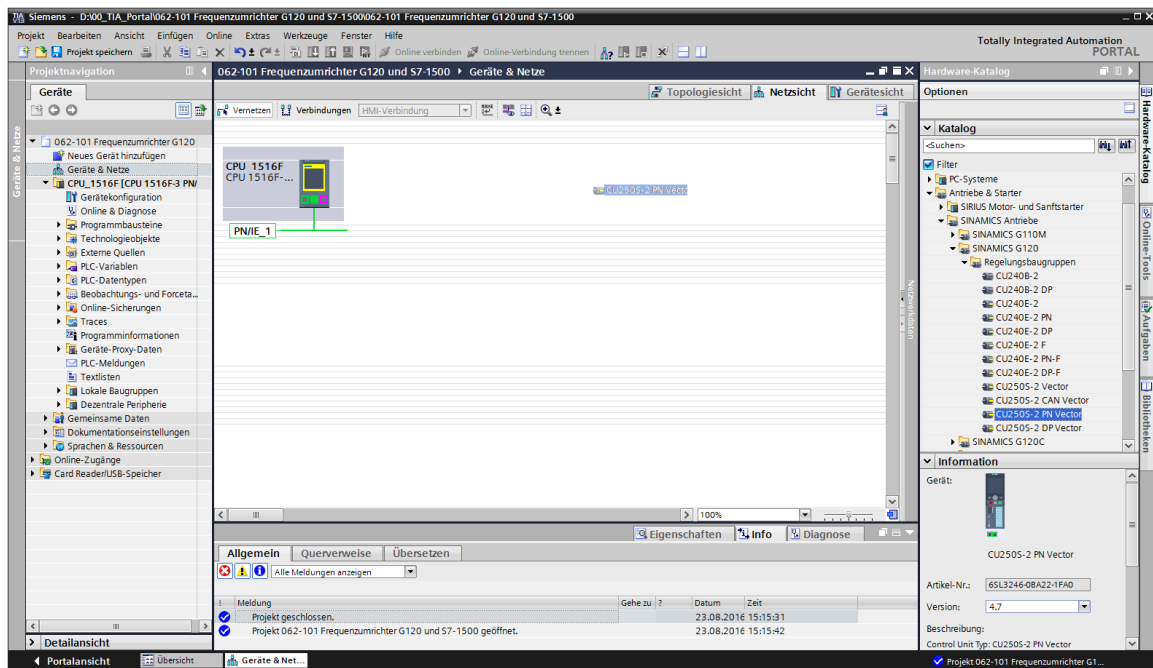 Siemens - D:\00_TIA_Portal\062-101 Frequenzumrichter G120 und S7-1500\062-101 Frequenzumrichter G120 und S7-1500
Projekt Bearbeiten Ansicht Einfügen Online Extras Werkzeuge Fenster Hilfe
Totally Integrated Automation
PORTAL
Projekt speichern
Online verbinden
Online-Verbindung trennen
Projektnavigation
Geräte
Geräte & Netze
062-101 Frequenzumrichter G120
Neues Gerät hinzufügen
Geräte & Netze
CPU_1516F [CPU 1516F-3 PN/
Gerätekonfiguration
Online & Diagnose
Programmbausteine
Technologieobjekte
Externe Quellen
PLC-Variablen
PLC-Datentypen
Beobachtungs- und Forceta...
Online-Sicherungen
Traces
Programminformationen
Geräte-Proxy-Daten
PLC-Meldungen
Textlisten
Lokale Baugruppen
Dezentrale Peripherie
Gemeinsame Daten
Dokumentationseinstellungen
Sprachen & Ressourcen
Online-Zugänge
Card Reader/USB-Speicher
Detailansicht
062-101 Frequenzumrichter G120 und S7-1500 Geräte & Netze
Topologiesicht Netzsicht Gerätesicht
Vernetzen Verbindungen HMI-Verbindung
CPU_1516F
CPU 1516F-...
PN/IE_1
CU250S-2 PN Vecto
Netzwerkdaten
100%
Eigenschaften Info Diagnose
Allgemein Querverweise Übersetzen
Alle Meldungen anzeigen
! Meldung Gehe zu ? Datum Zeit
Projekt geschlossen. 23.08.2016 15:15:31
Projekt 062-101 Frequenzumrichter G120 und S7-1500 geöffnet. 23.08.2016 15:15:42
Hardware-Katalog
Optionen
Katalog
<Suchen>
Filter
PC-Systeme
Antriebe & Starter
SIRIUS Motor- und Sanftstarter
SINAMICS Antriebe
SINAMICS G110M
SINAMICS G120
Regelungsbaugruppen
CU240B-2
CU240B-2 DP
CU240E-2
CU240E-2 PN
CU240E-2 DP
CU240E-2 F
CU240E-2 PN-F
CU240E-2 DP-F
CU250S-2 Vector
CU250S-2 CAN Vector
CU250S-2 PN Vector
CU250S-2 DP Vector
SINAMICS G120C
Information
Gerät:
CU250S-2 PN Vector
Artikel-Nr.: 6SL3246-0BA22-1FA0
Version: 4.7
Beschreibung:
Control Unit Typ: CU250S-2 PN Vector
Hardware-Katalog
Online-Tools
Aufgaben
Bibliotheken
Portalansicht Übersicht Geräte & Net...
Projekt 062-101 Frequenzumrichter G1...